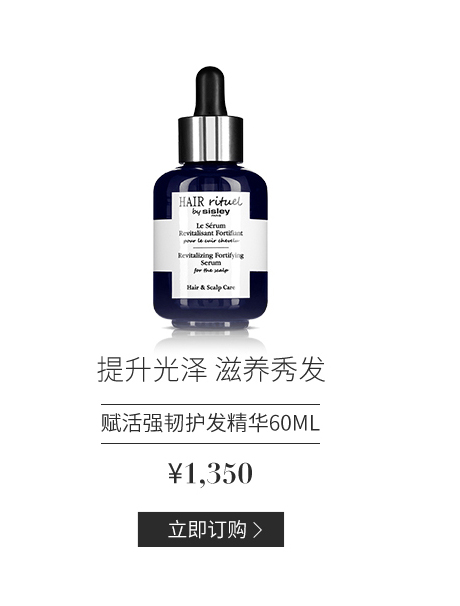 HAIR rituel
by sisley
PARIS
Le Sérum
Revitalisant Fortifiant
pour le cuir chevelu
Revitalizing Fortifying
Serum
for the scalp
Hair & Scalp Care
提升光泽 滋养秀发
赋活强韧护发精华60ML
¥1,350
立即订购 >